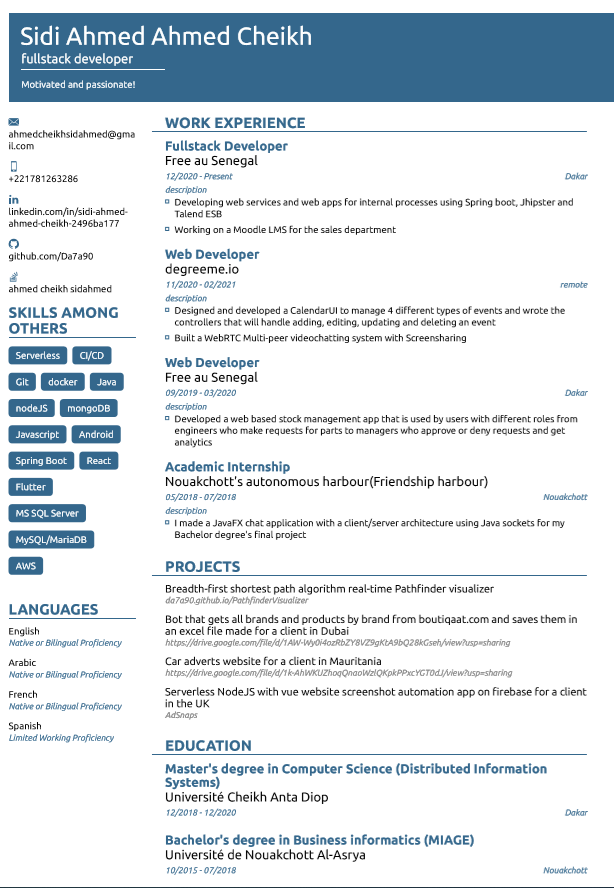 Sidi Ahmed Ahmed Cheikh
fullstack developer
Motivated and passionate!
ahmedcheikhsidahmed@gma
il.com
+221781263286
linkedin.com/in/sidi-ahmed-
ahmed-cheikh-2496ba177
github.com/Da7a90
ahmed cheikh sidahmed
SKILLS AMONG
OTHERS
Serverless CI/CD
Git docker Java
nodeJS mongoDB
Javascript Android
Spring Boot React
Flutter
MS SQL Server
MySQL/MariaDB
AWS
LANGUAGES
English
Native or Bilingual Proficiency
Arabic
Native or Bilingual Proficiency
French
Native or Bilingual Proficiency
Spanish
Limited Working Proficiency
WORK EXPERIENCE
Fullstack Developer
Free au Senegal
12/2020 - Present Dakar
description
Developing web services and web apps for internal processes using Spring boot, Jhipster and
Talend ESB
Working on a Moodle LMS for the sales department
Web Developer
degreeme.io
11/2020 - 02/2021 remote
description
Designed and developed a CalendarUI to manage 4 different types of events and wrote the
controllers that will handle adding, editing, updating and deleting an event
Built a WebRTC Multi-peer videochatting system with Screensharing
Web Developer
Free au Senegal
09/2019 - 03/2020 Dakar
description
Developed a web based stock management app that is used by users with different roles from
engineers who make requests for parts to managers who approve or deny requests and get
analytics
Academic Internship
Nouakchott's autonomous harbour(Friendship harbour)
05/2018 - 07/2018 Nouakchott
description
I made a JavaFX chat application with a client/server architecture using Java sockets for my
Bachelor degree's final project
PROJECTS
Breadth-first shortest path algorithm real-time Pathfinder visualizer
da7a90.github.io/PathfinderVisualizer
Bot that gets all brands and products by brand from boutiqaat.com and saves them in
an excel file made for a client in Dubai
https://drive.google.com/file/d/1AW-Wy0l4ozRbZY8VZ9gKtA9bQ28kGseh/view?usp=sharing
Car adverts website for a client in Mauritania
https://drive.google.com/file/d/1k-AhWKUZhoqQnaoWzlQKpkPPxcYGT0dJ/view?usp=sharing
Serverless NodeJS with vue website screenshot automation app on firebase for a client
in the UK
AdSnaps
EDUCATION
Master's degree in Computer Science (Distributed Information
Systems)
Université Cheikh Anta Diop
12/2018 - 12/2020 Dakar
Bachelor's degree in Business informatics (MIAGE)
Université de Nouakchott Al-Asrya
10/2015 - 07/2018 Nouakchott